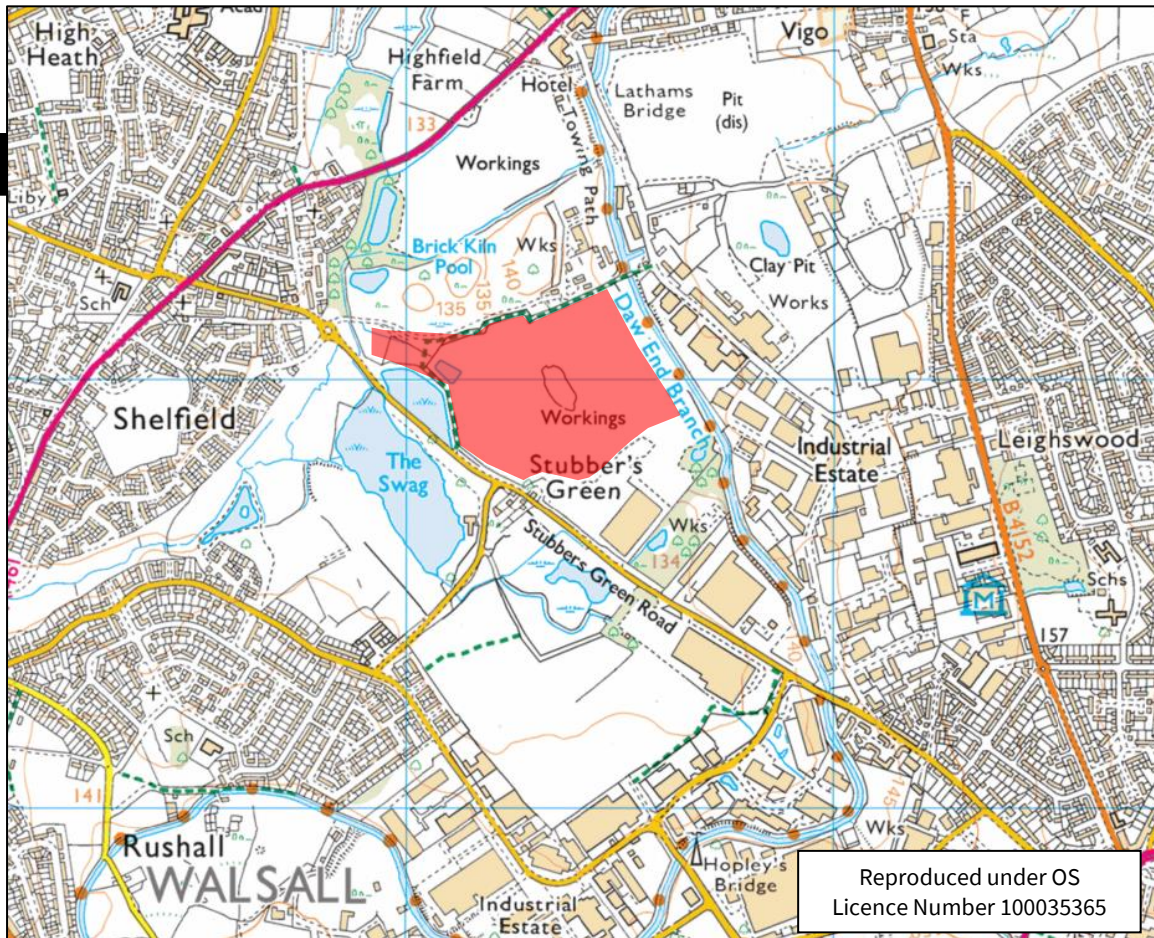 High
Heath
Acad
Highfield
Farm
133
Hotel
Vigo
Sta
Wks
Lathams
Bridge
Pit
(dis)
Towing Path
Workings
Liby
Brick Kiln
Pool
Wks
140
135
135
Clay Pit
Works
Sch
Daw End Branch
Shelfield
Workings
The
Swag
Stubber's
Green
Industrial
Estate
Leighswood
B 4152
Wks
134
Stubbers Green Road
M
Schs
157
Sch
141
140
145
Rushall
WALSALL
Wks
Hopley's
Bridge
Industrial
Estate
Reproduced under OS
Licence Number 100035365